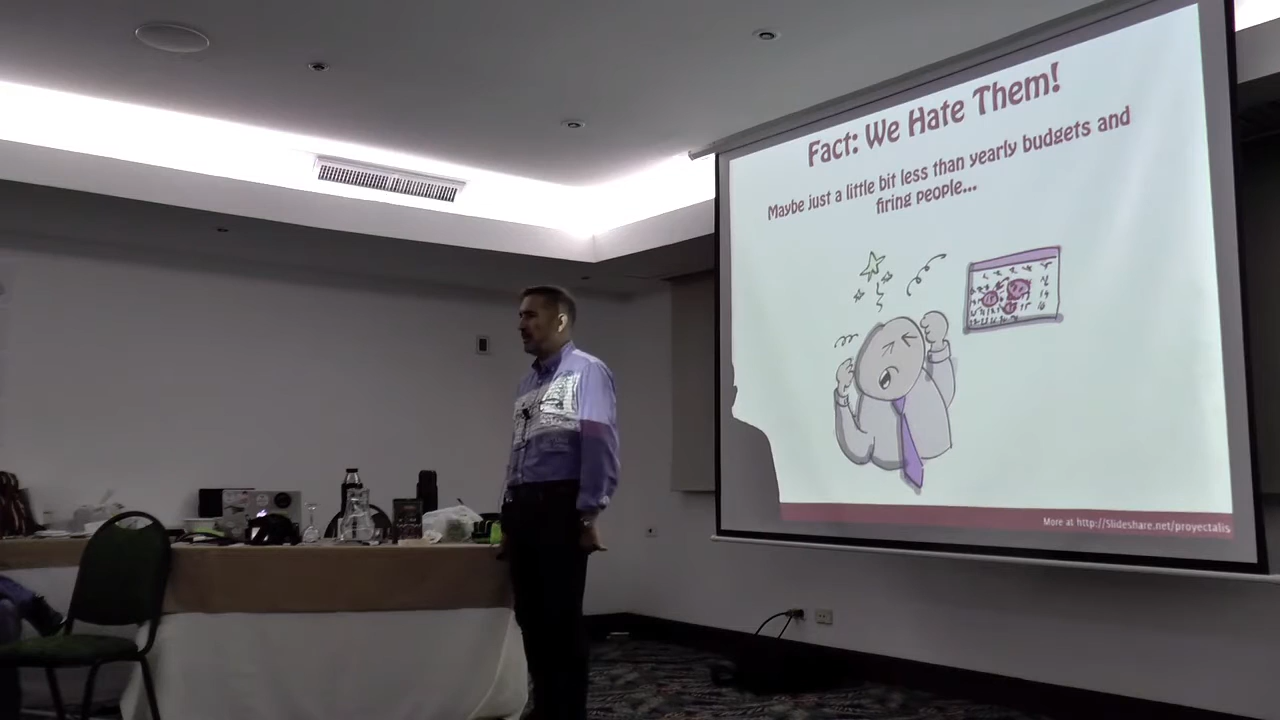 Fact: We Hate Them!
Maybe just a little bit less than yearly budgets and
firing people...
More at http://Slideshare.net/proyectalis